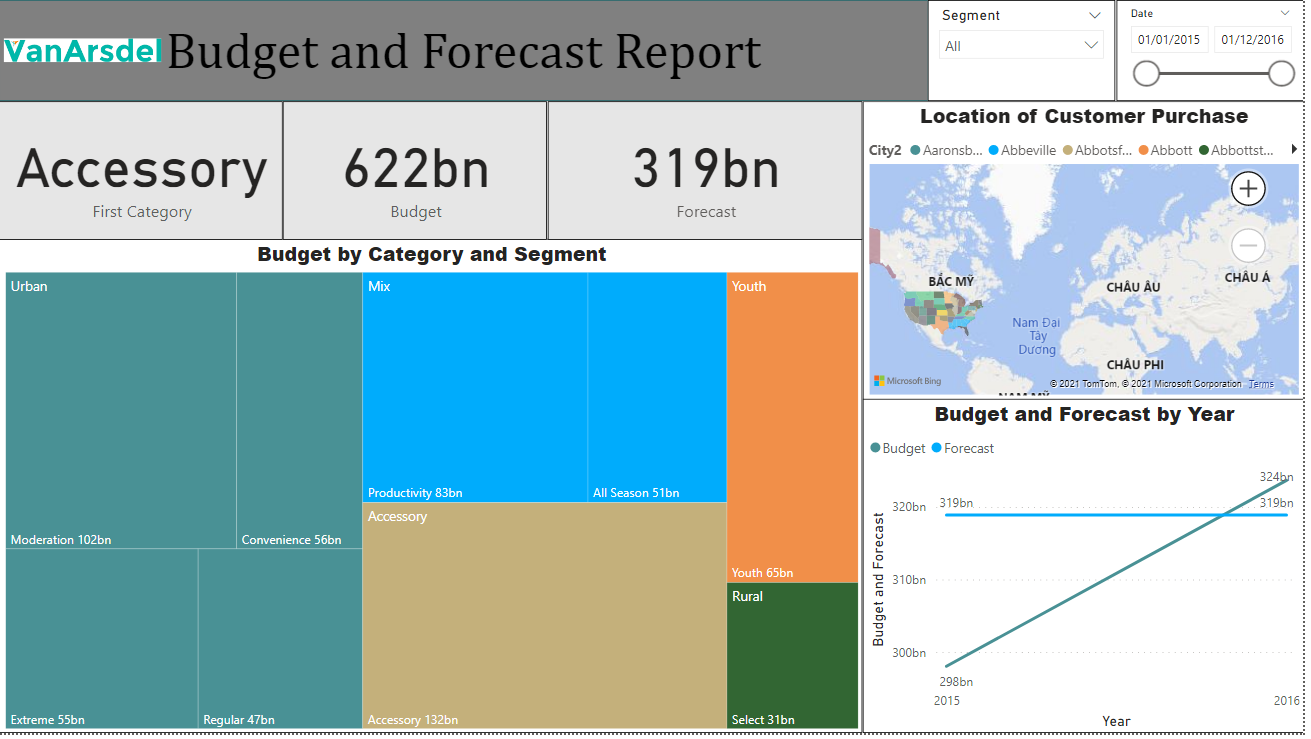 VanArsdel Budget and Forecast Report
Segment
All
Date
01/01/2015 01/12/2016
Accessory
First Category
622bn
Budget
319bn
Forecast
Location of Customer Purchase
City2 Aaronsb... Abbeville Abbotsf... Abbott Abbottst...
BẮC MỸ
CHÂU ÂU
CHÂU Á
Nam Đại
Tây
Dương
CHÂU PHI
NAM MỸ
Microsoft Bing
© 2021 TomTom, © 2021 Microsoft Corporation Terms
Budget by Category and Segment
Urban
Moderation 102bn
Convenience 56bn
Extreme 55bn
Regular 47bn
Mix
Productivity 83bn
All Season 51bn
Accessory
Accessory 132bn
Youth
Youth 65bn
Rural
Select 31bn
Budget and Forecast by Year
Budget Forecast
Budget and Forecast
320bn
310bn
300bn
319bn
298bn
324bn
319bn
2015
2016
Year